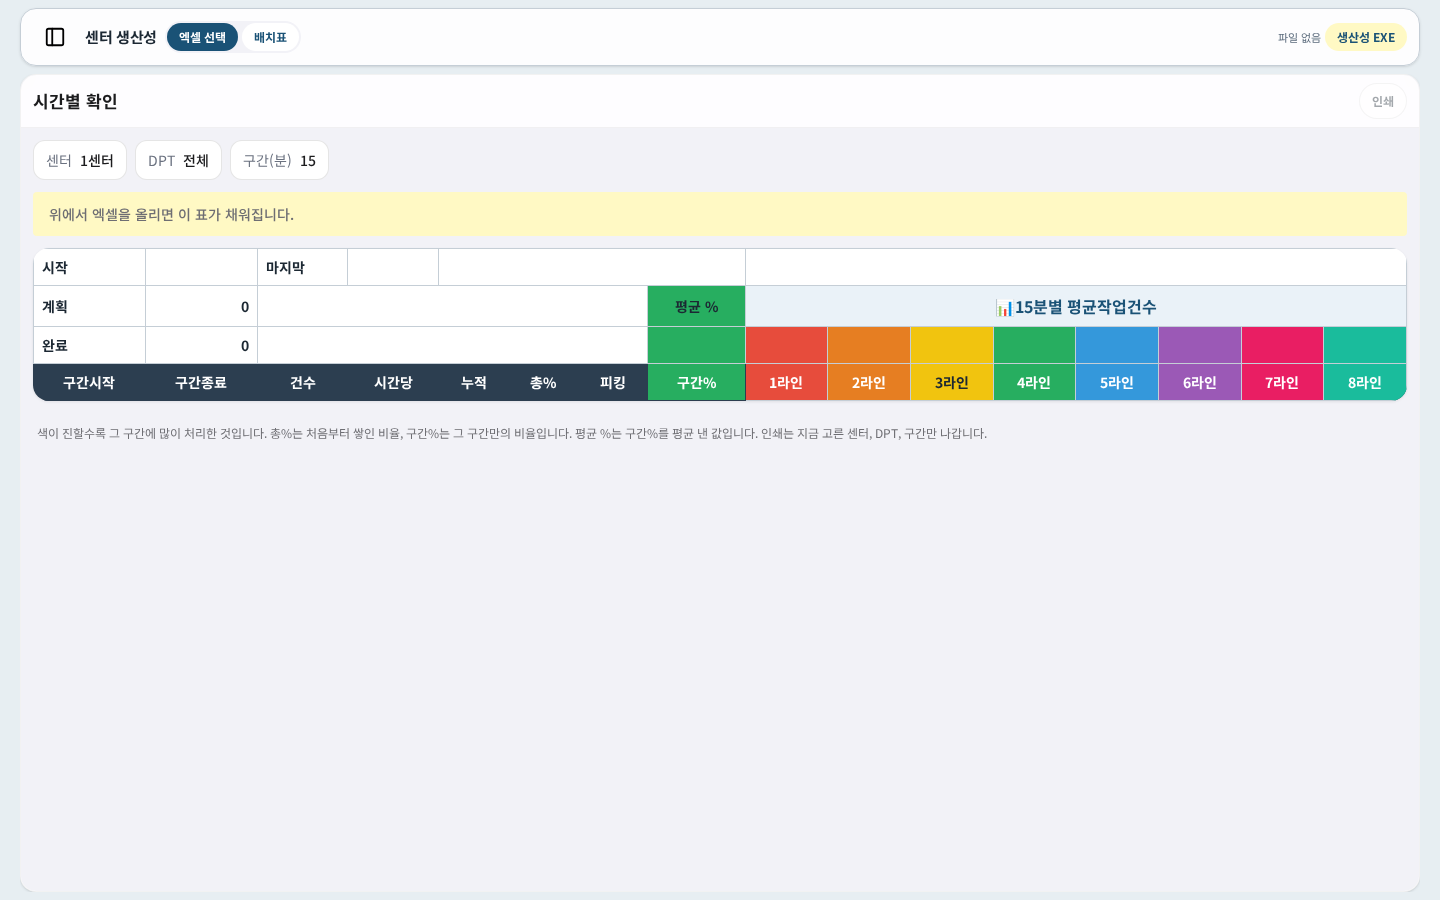 센터 생산성 엑셀 선택 배치표 파일 없음 생산성 EXE
시간별 확인 인쇄
센터 1센터 DPT 전체 구간(분) 15
위에서 엑셀을 올리면 이 표가 채워집니다.
시작 마지막
계획 0 평균 % 📊15분별 평균작업건수
완료 0
구간시작 구간종료 건수 시간당 누적 총% 피킹 구간% 1라인 2라인 3라인 4라인 5라인 6라인 7라인 8라인
색이 진할수록 그 구간에 많이 처리한 것입니다. 총%는 처음부터 쌓인 비율, 구간%는 그 구간만의 비율입니다. 평균 %는 구간%를 평균 낸 값입니다. 인쇄는 지금 고른 센터, DPT, 구간만 나갑니다.